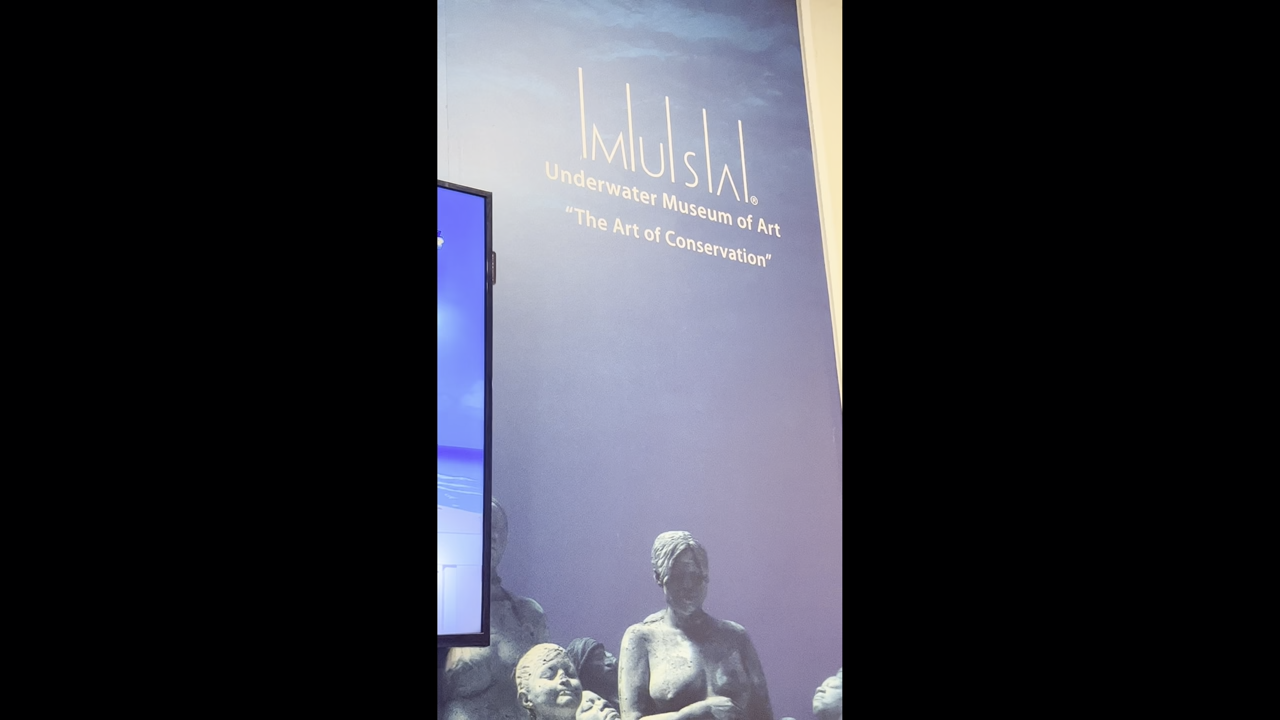 MUSA®
Underwater Museum of Art
“The Art of Conservation”